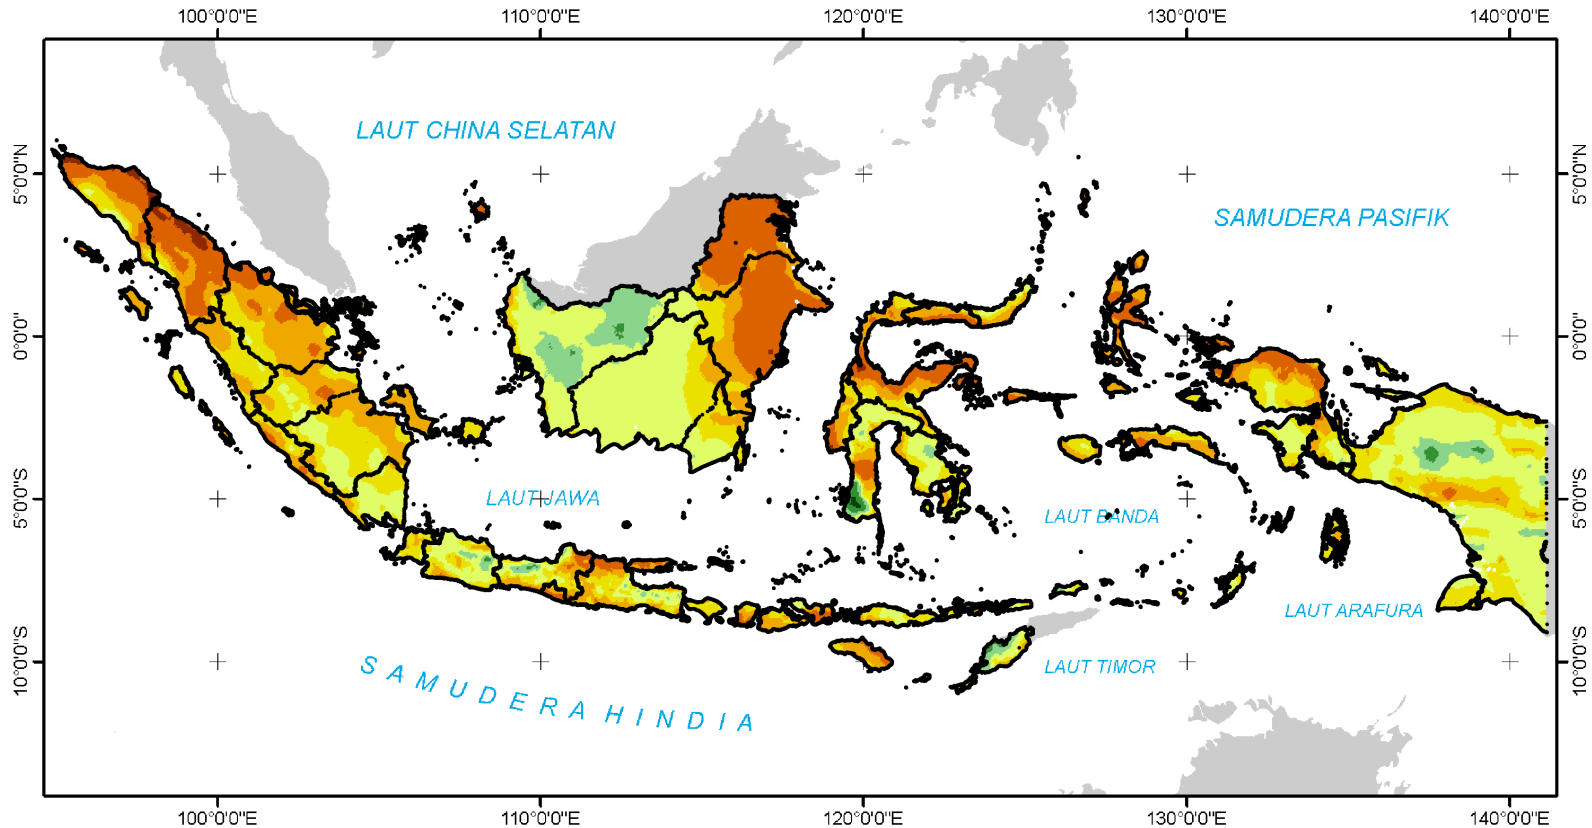 100°0'0"E 110°0'0"E 120°0'0"E 130°0'0"E 140°0'0"E
LAUT CHINA SELATAN
5°0'0"N 5°0'0"N
SAMUDERA PASIFIK
0°0'0" 0°0'0"
5°0'0"S 5°0'0"S
LAUT JAWA
LAUT BANDA
LAUT ARAFURA
10°0'0"S 10°0'0"S
LAUT TIMOR
SAMUDERA HINDIA
100°0'0"E 110°0'0"E 120°0'0"E 130°0'0"E 140°0'0"E